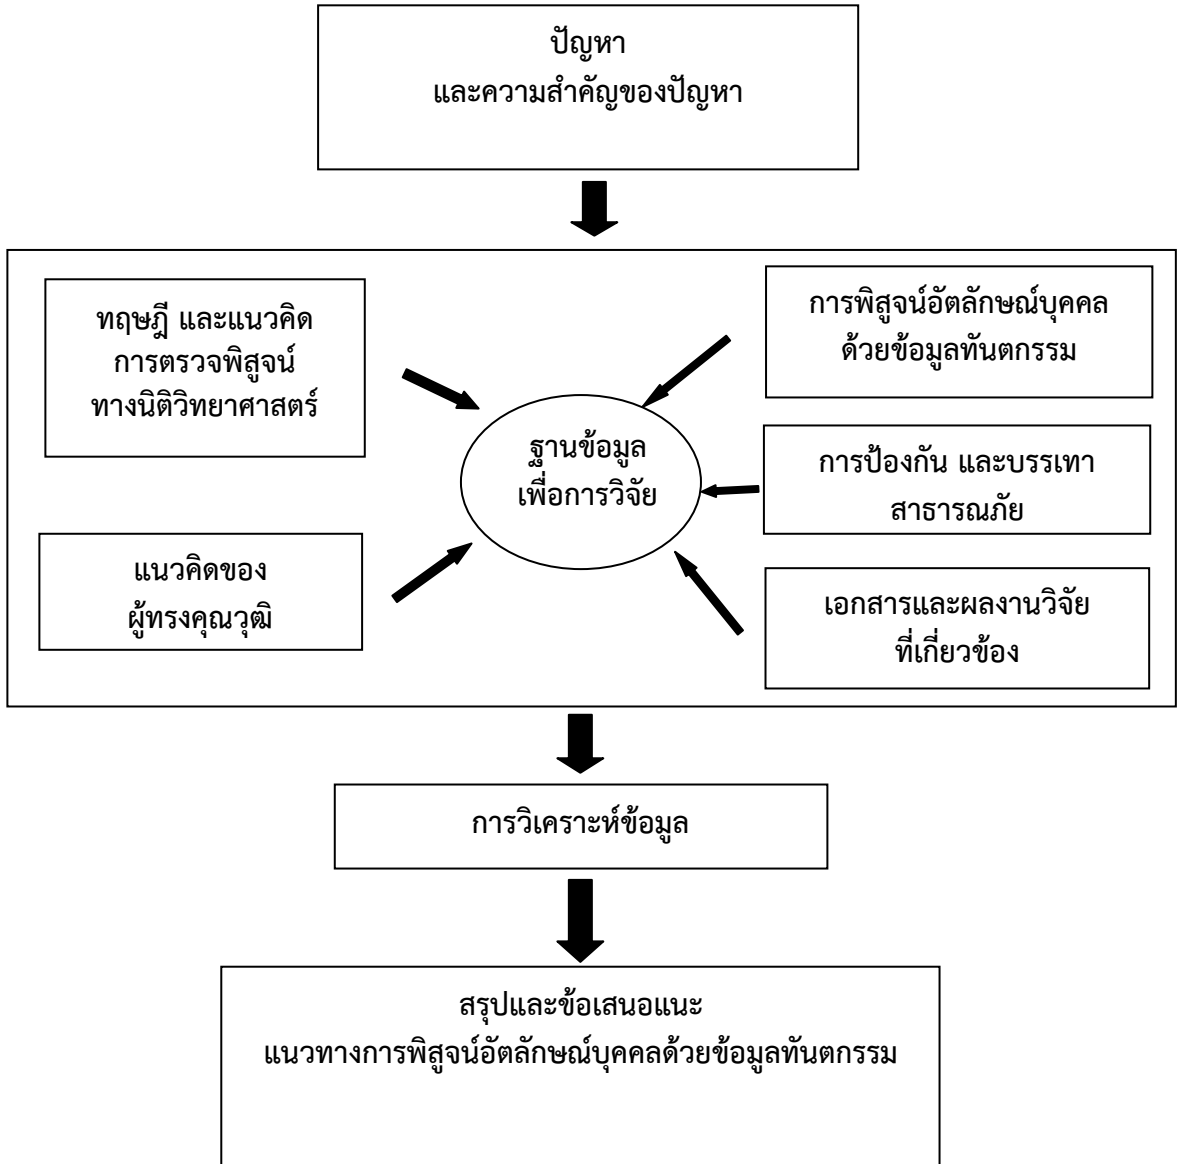 ปัญหา
และความสำคัญของปัญหา
ทฤษฎี และแนวคิด
การตรวจพิสูจน์
ทางนิติวิทยาศาสตร์
การพิสูจน์อัตลักษณ์บุคคล
ด้วยข้อมูลทันตกรรม
ฐานข้อมูล
เพื่อการวิจัย
การป้องกัน และบรรเทา
สาธารณภัย
แนวคิดของ
ผู้ทรงคุณวุฒิ
เอกสารและผลงานวิจัย
ที่เกี่ยวข้อง
การวิเคราะห์ข้อมูล
สรุปและข้อเสนอแนะ
แนวทางการพิสูจน์อัตลักษณ์บุคคลด้วยข้อมูลทันตกรรม